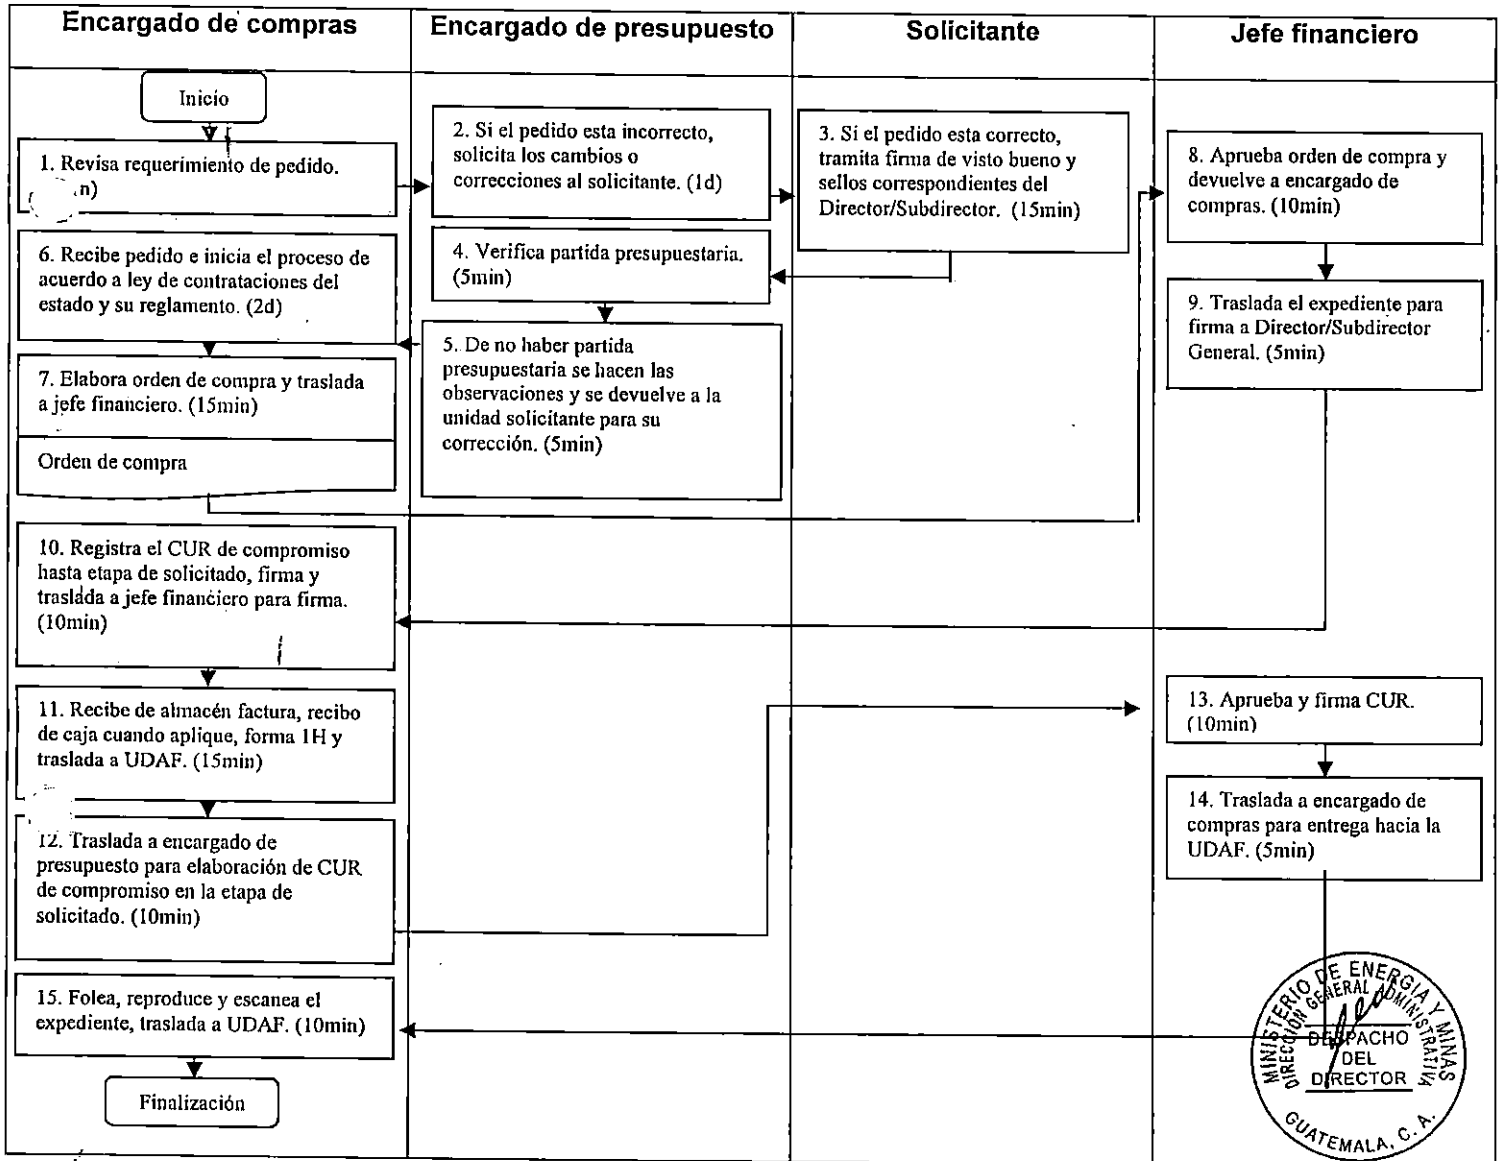 Encargado de compras
Encargado de presupuesto
Solicitante
Jefe financiero
Inicio
1. Revisa requerimiento de pedido.
n)
2. Si el pedido esta incorrecto,
solicita los cambios o
correcciones al solicitante. (1d)
3. Si el pedido esta correcto,
tramita firma de visto bueno y
sellos correspondientes del
Director/Subdirector. (15min)
4. Verifica partida presupuestaria.
(5min)
5. De no haber partida
presupuestaria se hacen las
observaciones y se devuelve a la
unidad solicitante para su
corrección. (5min)
6. Recibe pedido e inicia el proceso de
acuerdo a ley de contrataciones del
estado y su reglamento. (2d)
7. Elabora orden de compra y traslada
a jefe financiero. (15min)
Orden de compra
8. Aprueba orden de compra y
devuelve a encargado de
compras. (10min)
9. Traslada el expediente para
firma a Director/Subdirector
General. (5min)
10. Registra el CUR de compromiso
hasta etapa de solicitado, firma y
traslada a jefe financiero para firma.
(10min)
11. Recibe de almacén factura, recibo
de caja cuando aplique, forma 1H y
traslada a UDAF. (15min)
12. Traslada a encargado de
presupuesto para elaboración de CUR
de compromiso en la etapa de
solicitado. (10min)
13. Aprueba y firma CUR.
(10min)
14. Traslada a encargado de
compras para entrega hacia la
UDAF. (5min)
15. Folea, reproduce y escanea el
expediente, traslada a UDAF. (10min)
Finalización
MINISTERIO DE ENERGIA Y MINAS
DIRECCIÓN GENERAL ADMINISTRATIVA
DESPACHO
DEL
DIRECTOR
GUATEMALA, C. A.